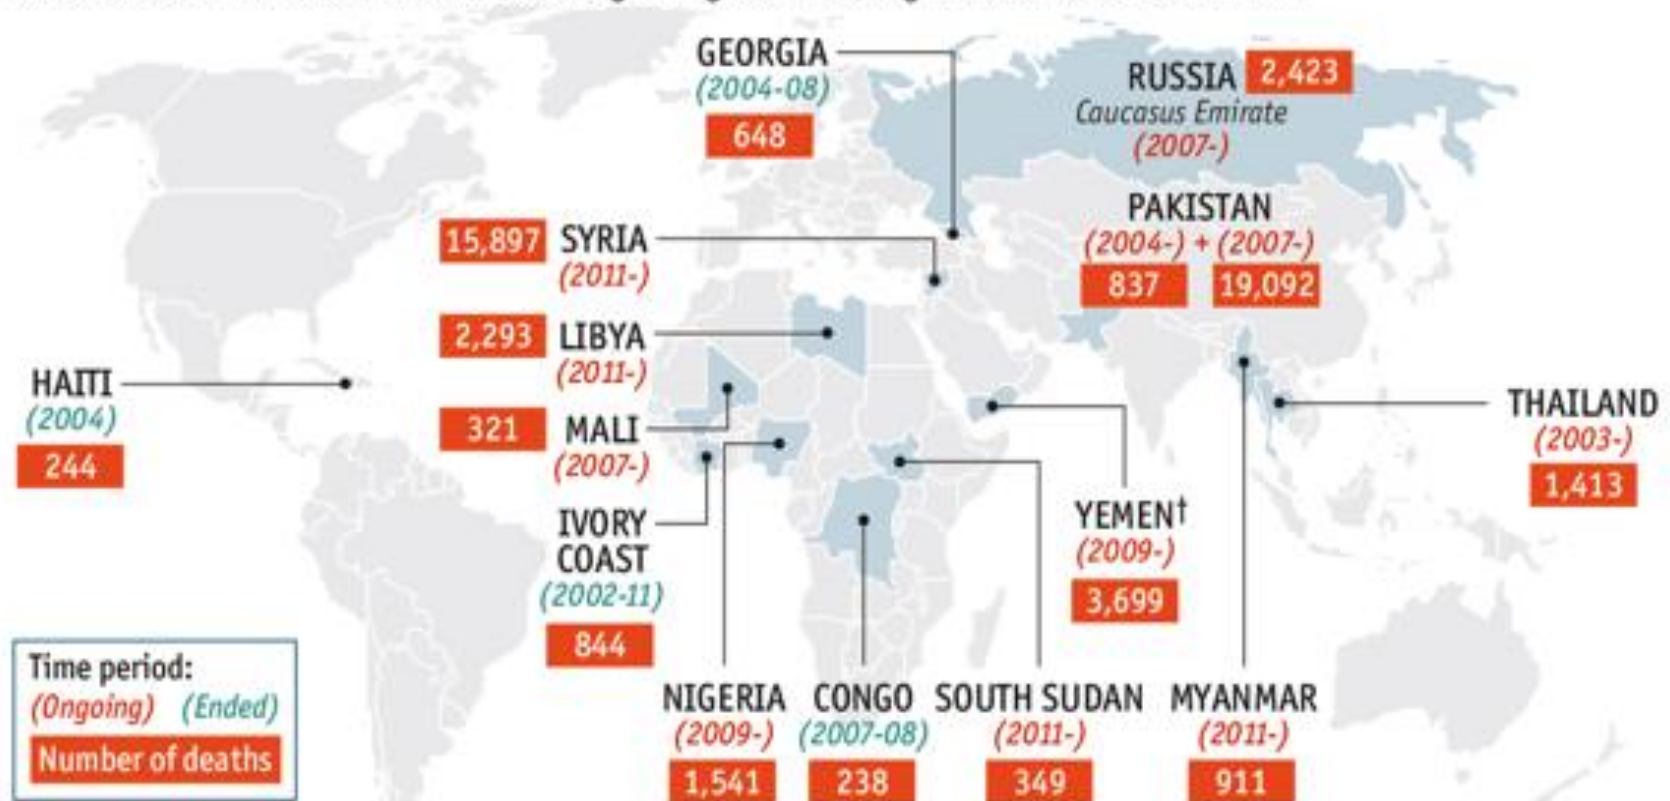 GEORGIA
(2004-08)
648
RUSSIA 2,423
Caucasus Emirate
(2007-)
PAKISTAN
(2004-) + (2007-)
837 19,092
15,897 SYRIA
(2011-)
2,293 LIBYA
(2011-)
HAITI
(2004)
244
321 MALI
(2007-)
THAILAND
(2003-)
1,413
IVORY
COAST
(2002-11)
844
YEMEN†
(2009-)
3,699
Time period:
(Ongoing) (Ended)
Number of deaths
NIGERIA
(2009-)
1,541
CONGO
(2007-08)
238
SOUTH SUDAN
(2011-)
349
MYANMAR
(2011-)
911